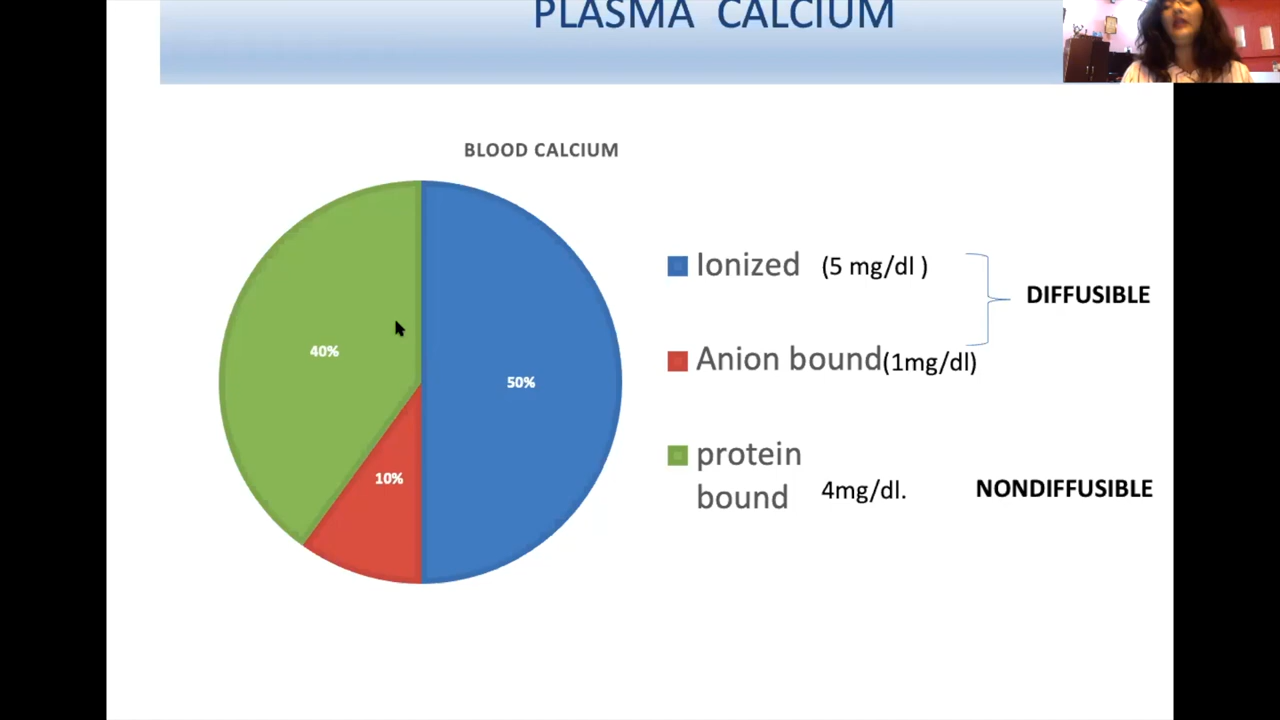 PLASMA CALCIUM
BLOOD CALCIUM
40%
50%
10%
Ionized (5 mg/dl )
DIFFUSIBLE
Anion bound(1mg/dl)
protein
bound 4mg/dl. NONDIFFUSIBLE